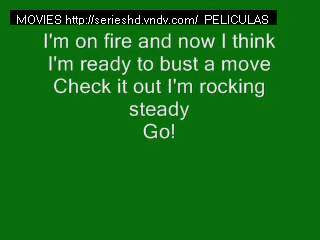 MOVIES http://serieshd.vndv.com/ PELICULAS
I'm on fire and now I think
I'm ready to bust a move
Check it out I'm rocking
steady
Go!